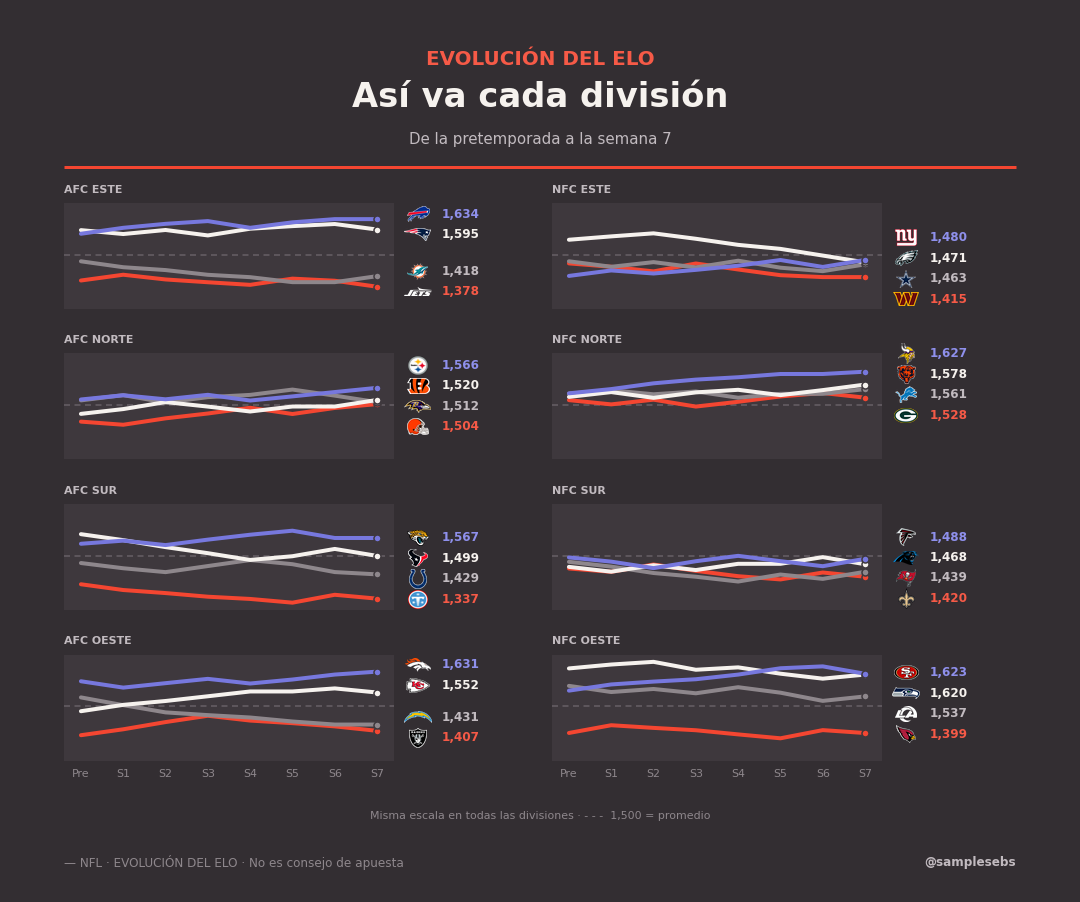 EVOLUCIÓN DEL ELO
Así va cada división
De la pretemporada a la semana 7
AFC ESTE
1,634
1,595
1,418
JETS
1,378
NFC ESTE
ny
1,480
1,471
1,463
W
1,415
AFC NORTE
1,566
B
1,520
1,512
1,504
NFC NORTE
1,627
1,578
1,561
G
1,528
AFC SUR
1,567
1,499
1,429
T
1,337
NFC SUR
1,488
1,468
1,439
1,420
AFC OESTE
1,631
KC
1,552
1,431
1,407
Pre S1 S2 S3 S4 S5 S6 S7
NFC OESTE
SF
1,623
1,620
LA
1,537
1,399
Pre S1 S2 S3 S4 S5 S6 S7
Misma escala en todas las divisiones · - - - 1,500 = promedio
— NFL · EVOLUCIÓN DEL ELO · No es consejo de apuesta
@samplesebs